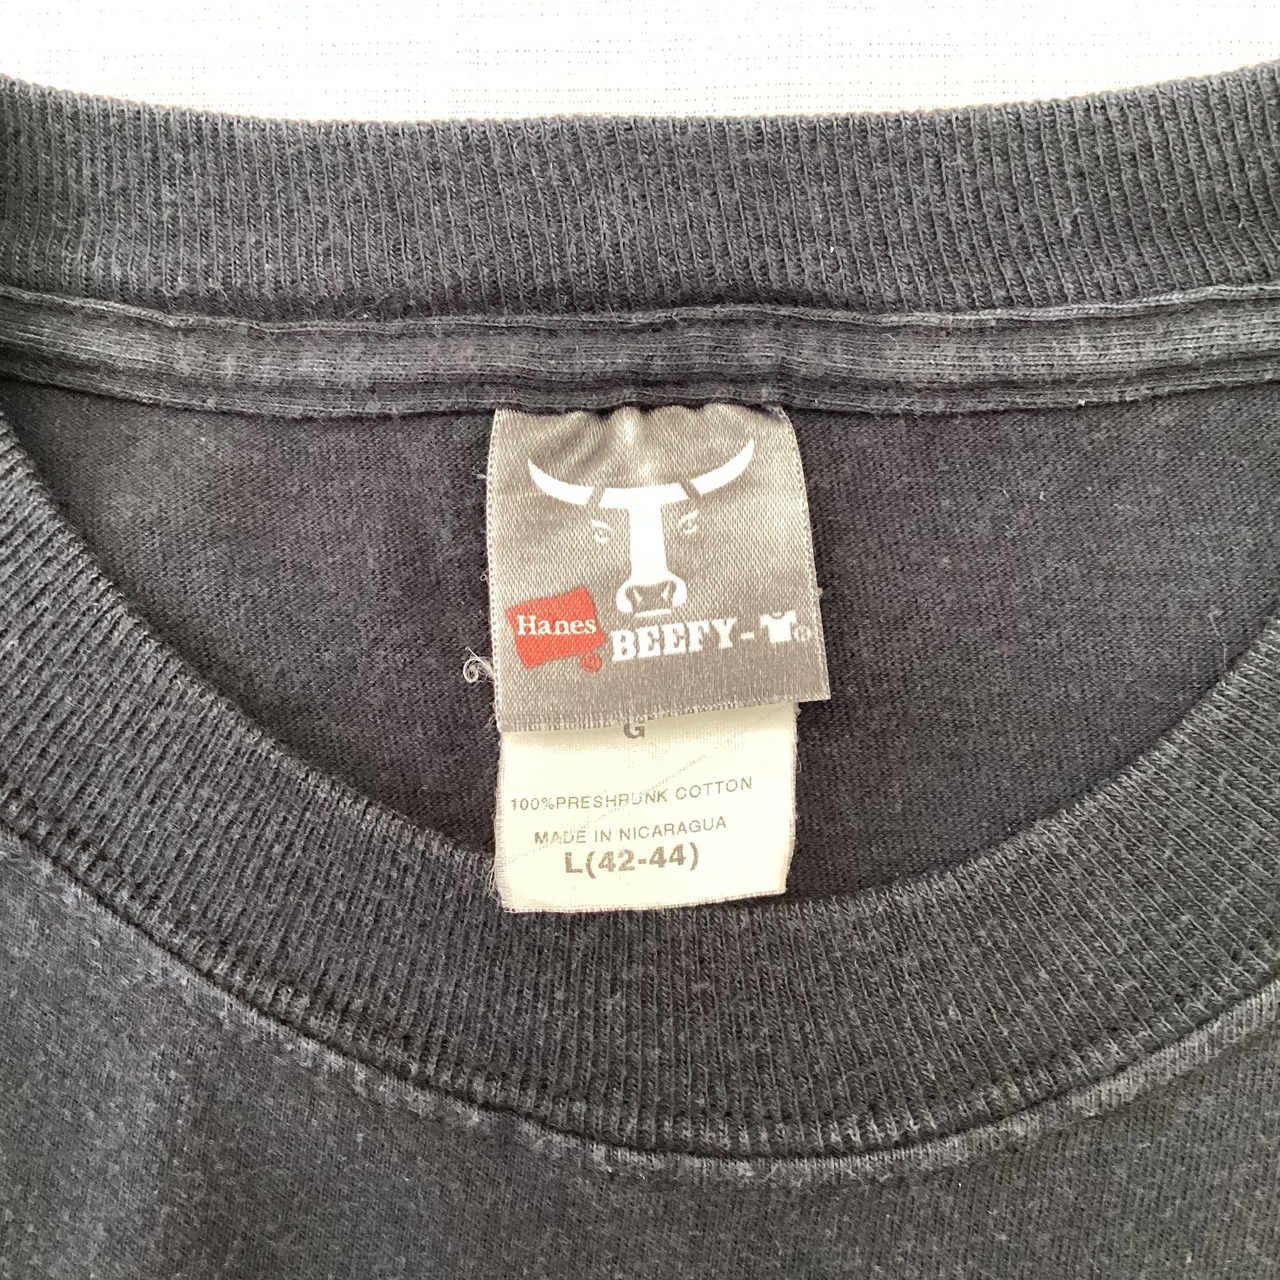 Hanes ® BEEFY-T®
G
100%PRESHRUNK COTTON
MADE IN NICARAGUA
L(42-44)